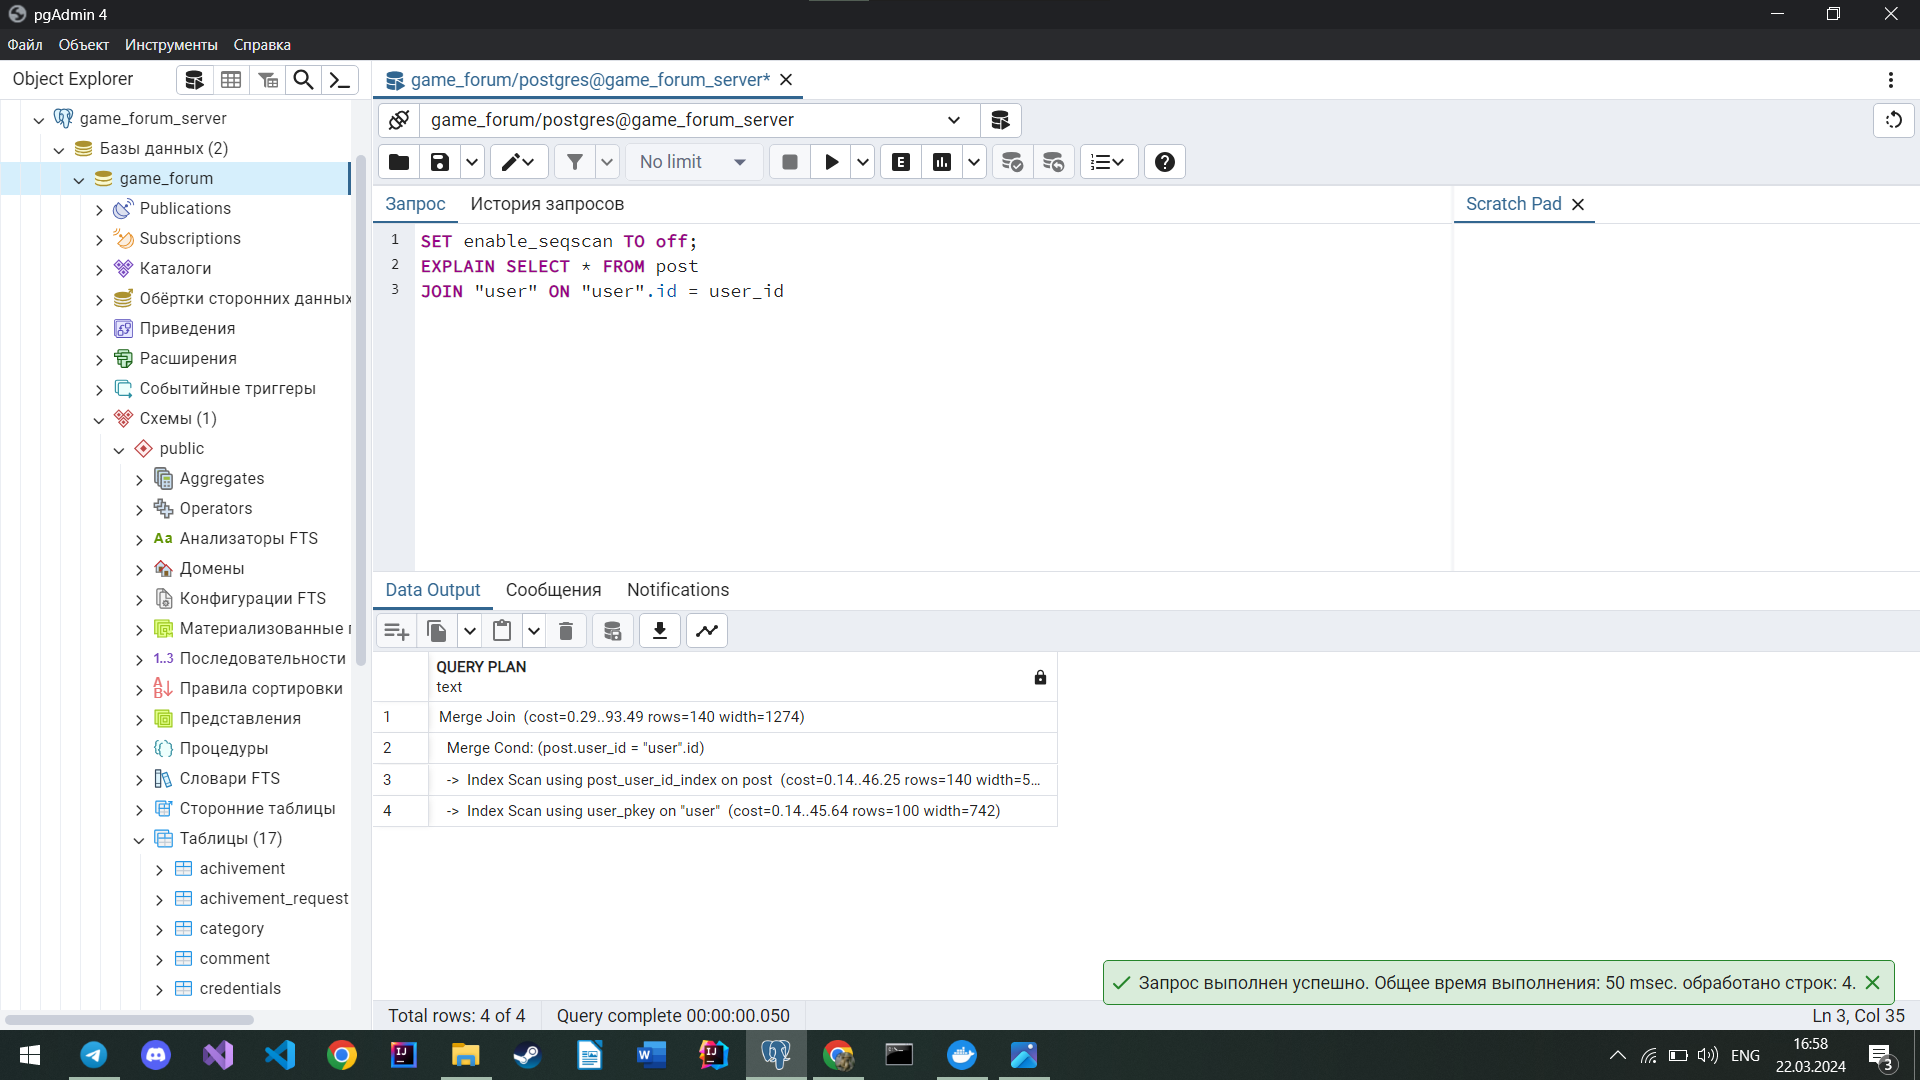 pgAdmin 4
Файл Объект Инструменты Справка
Object Explorer
game_forum/postgres@game_forum_server*
game_forum_server
Базы данных (2)
game_forum
Publications
Subscriptions
Каталоги
Обёртки сторонних данных
Приведения
Расширения
Событийные триггеры
Схемы (1)
public
Aggregates
Operators
Aa Анализаторы FTS
Домены
Конфигурации FTS
Материализованные
1..3 Последовательности
Правила сортировки
Представления
Процедуры
Словари FTS
Сторонние таблицы
Таблицы (17)
achivement
achivement_request
category
comment
credentials
game_forum/postgres@game_forum_server
No limit
E
Запрос История запросов
Scratch Pad
1 SET enable_seqscan TO off;
2 EXPLAIN SELECT * FROM post
3 JOIN "user" ON "user".id = user_id
Data Output Сообщения Notifications
QUERY PLAN
text
1 Merge Join (cost=0.29..93.49 rows=140 width=1274)
2 Merge Cond: (post.user_id = "user".id)
3 -> Index Scan using post_user_id_index on post (cost=0.14..46.25 rows=140 width=5...
4 -> Index Scan using user_pkey on "user" (cost=0.14..45.64 rows=100 width=742)
Запрос выполнен успешно. Общее время выполнения: 50 msec. обработано строк: 4.
Total rows: 4 of 4 Query complete 00:00:00.050 Ln 3, Col 35
ENG
16:58
22.03.2024
3